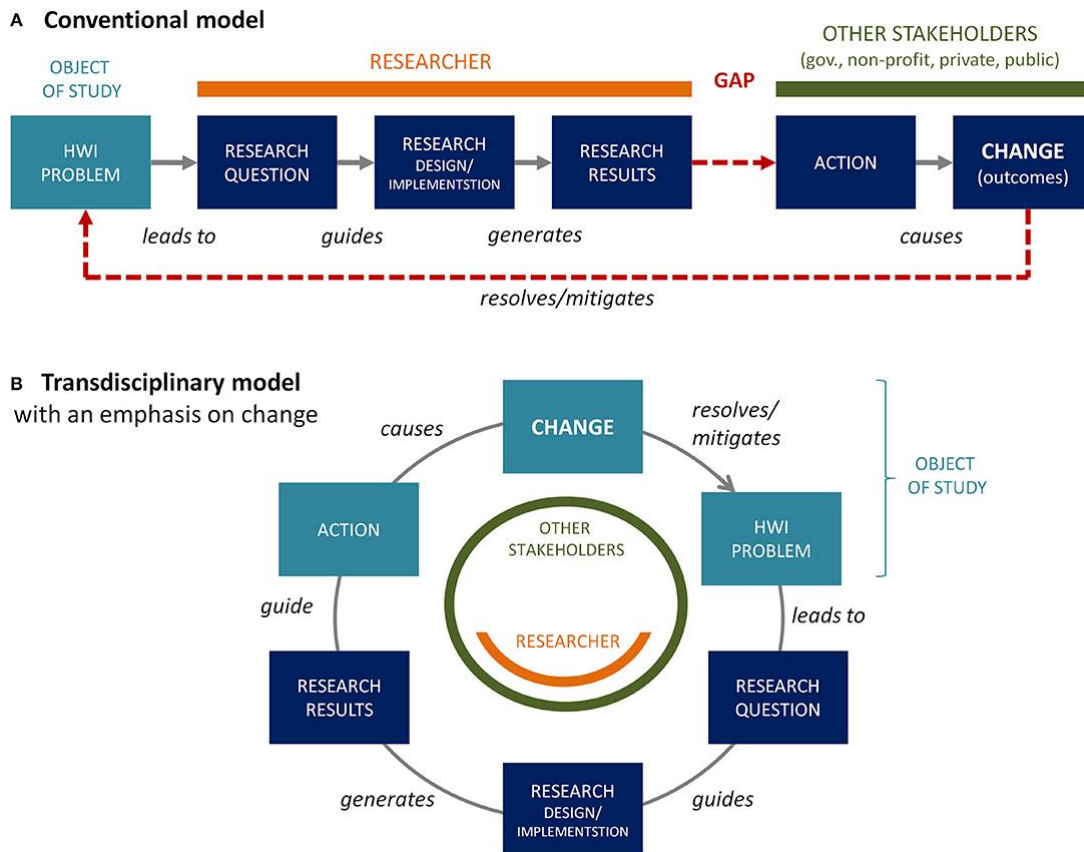 A Conventional model
OBJECT
OF STUDY
RESEARCHER
GAP
OTHER STAKEHOLDERS
(gov., non-profit, private, public)
HWI
PROBLEM
RESEARCH
QUESTION
RESEARCH
DESIGN/
IMPLEMENTSTION
RESEARCH
RESULTS
ACTION
CHANGE
(outcomes)
leads to
guides
generates
causes
resolves/mitigates
B Transdisciplinary model
with an emphasis on change
causes
CHANGE
resolves/
mitigates
OBJECT
OF STUDY
ACTION
OTHER
STAKEHOLDERS
HWI
PROBLEM
guide
leads to
RESEARCHER
RESEARCH
RESULTS
RESEARCH
QUESTION
generates
RESEARCH
DESIGN/
IMPLEMENTSTION
guides